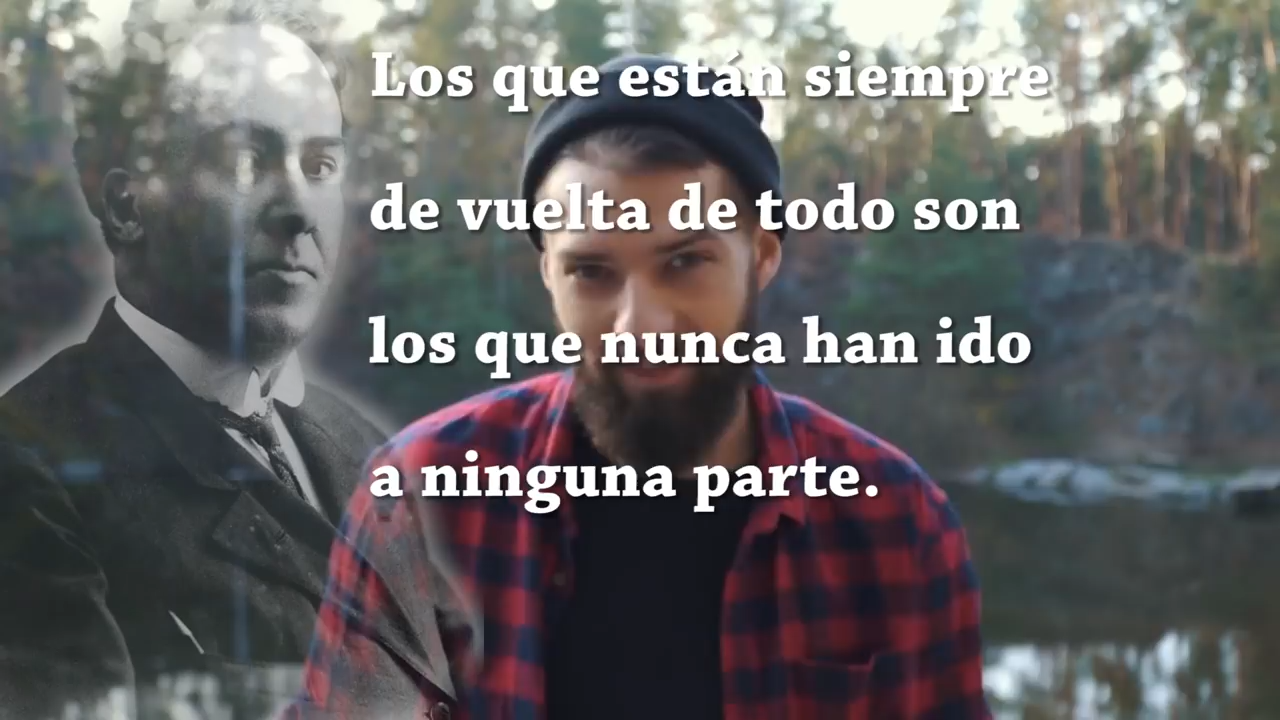 Los que están siempre
de vuelta de todo son
los que nunca han ido
a ninguna parte.